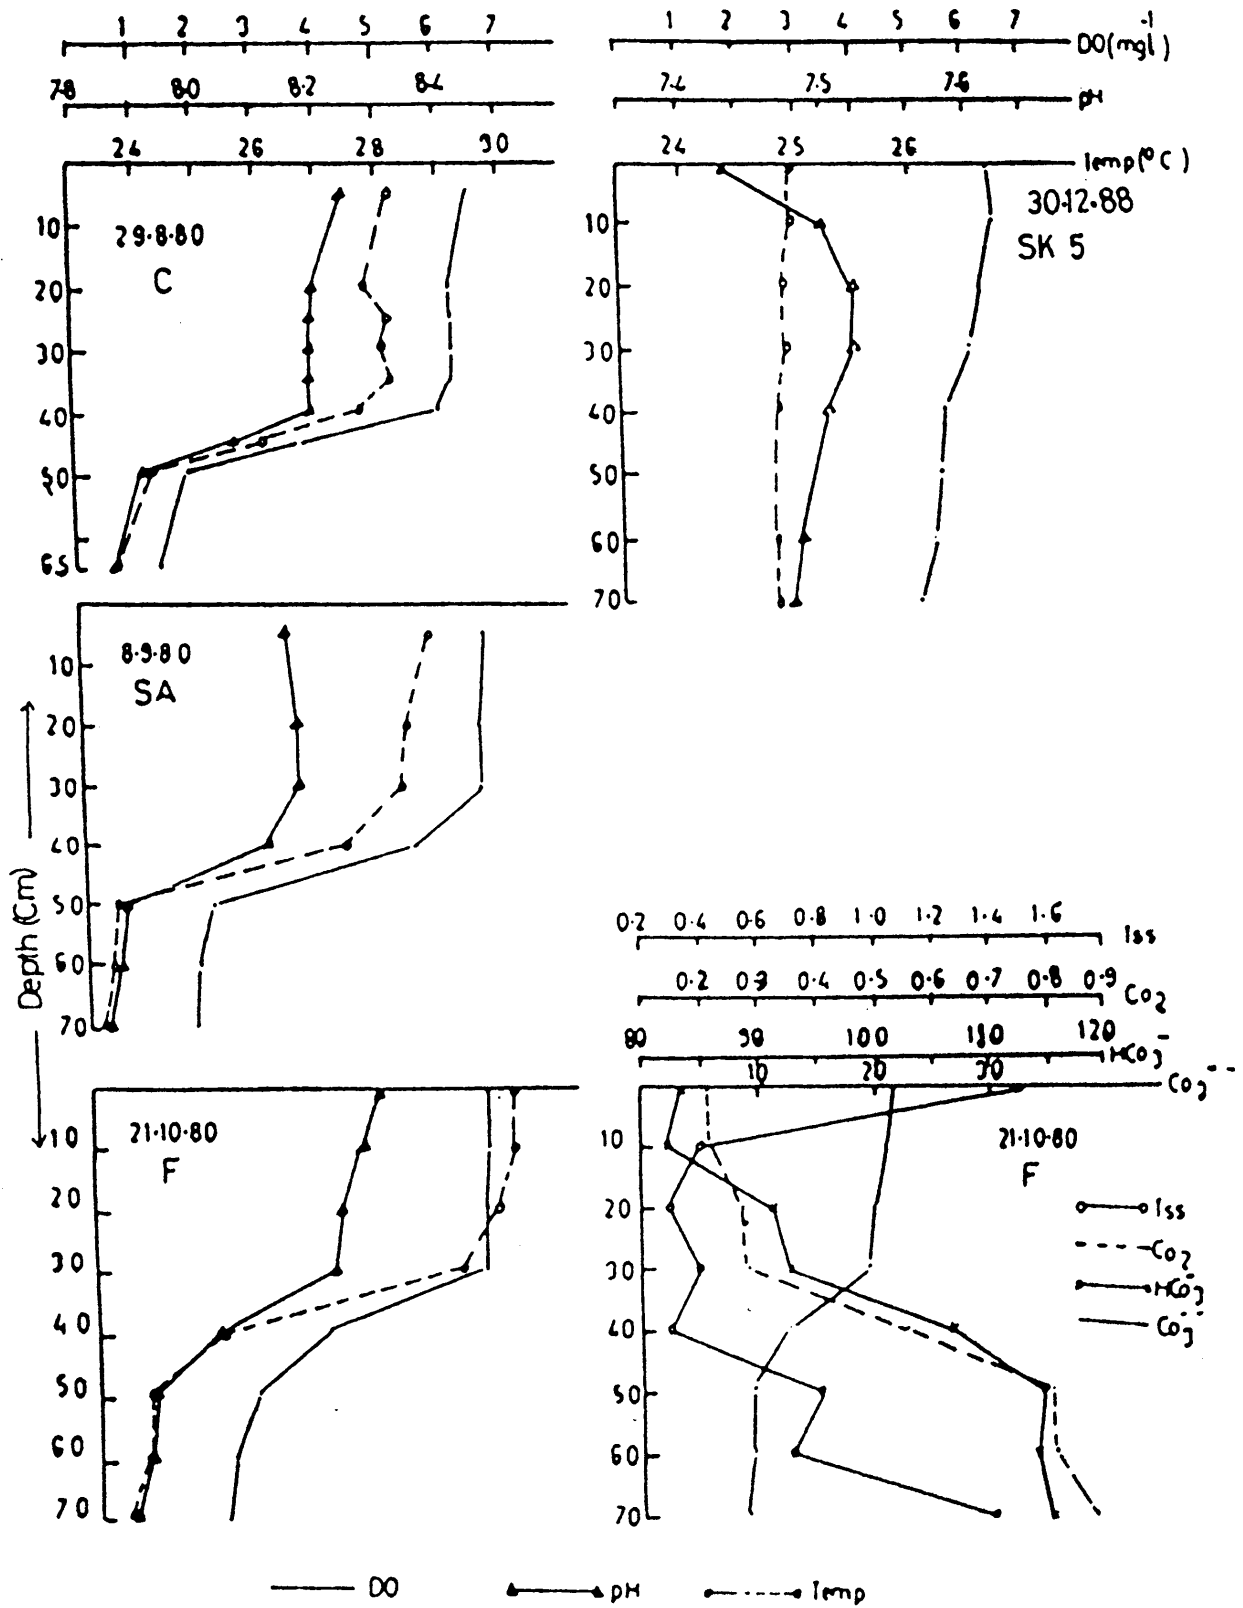 1 2 3 4 5 6 7
7.8 8.0 8.2 8.4
24 26 28 30
10
20
30
40
50
65
29.8.80
C
1 2 3 4 5 6 7 DO(mgl-1)
7.4 7.5 7.6 pH
24 25 26 Temp(°C)
10
20
30
40
50
60
70
30.12.88
SK 5
10
20
30
40
50
60
70
8.9.80
SA
Depth (Cm)
10
20
30
40
50
60
70
21.10.80
F
0.2 0.4 0.6 0.8 1.0 1.2 1.4 1.6 Iss
0.2 0.3 0.4 0.5 0.6 0.7 0.8 0.9 Co2
80 90 100 110 120 HCo3-
10 20 30 Co3--
10
20
30
40
50
60
70
21.10.80
F
Iss
Co2
HCo3-
Co3--
DO pH Temp